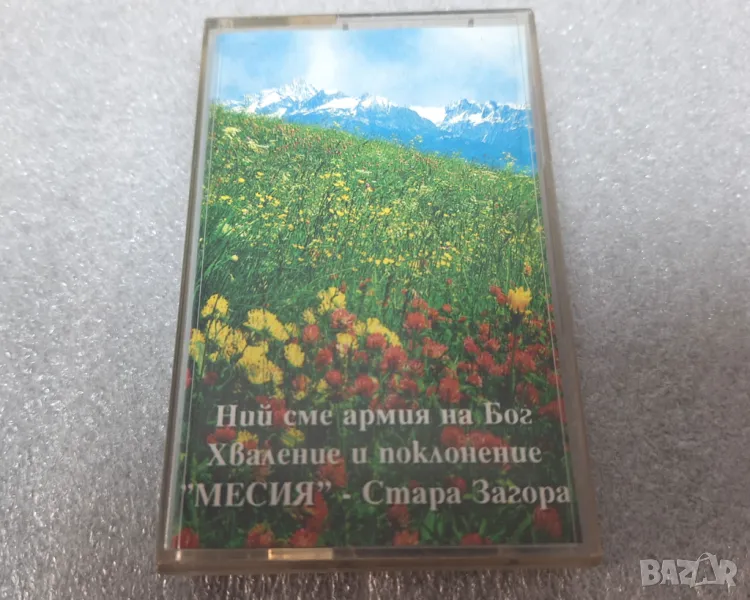 Ний сме армия на Бог
Хваление и поклонение
"МЕСИЯ" - Стара Загора
BAZAR